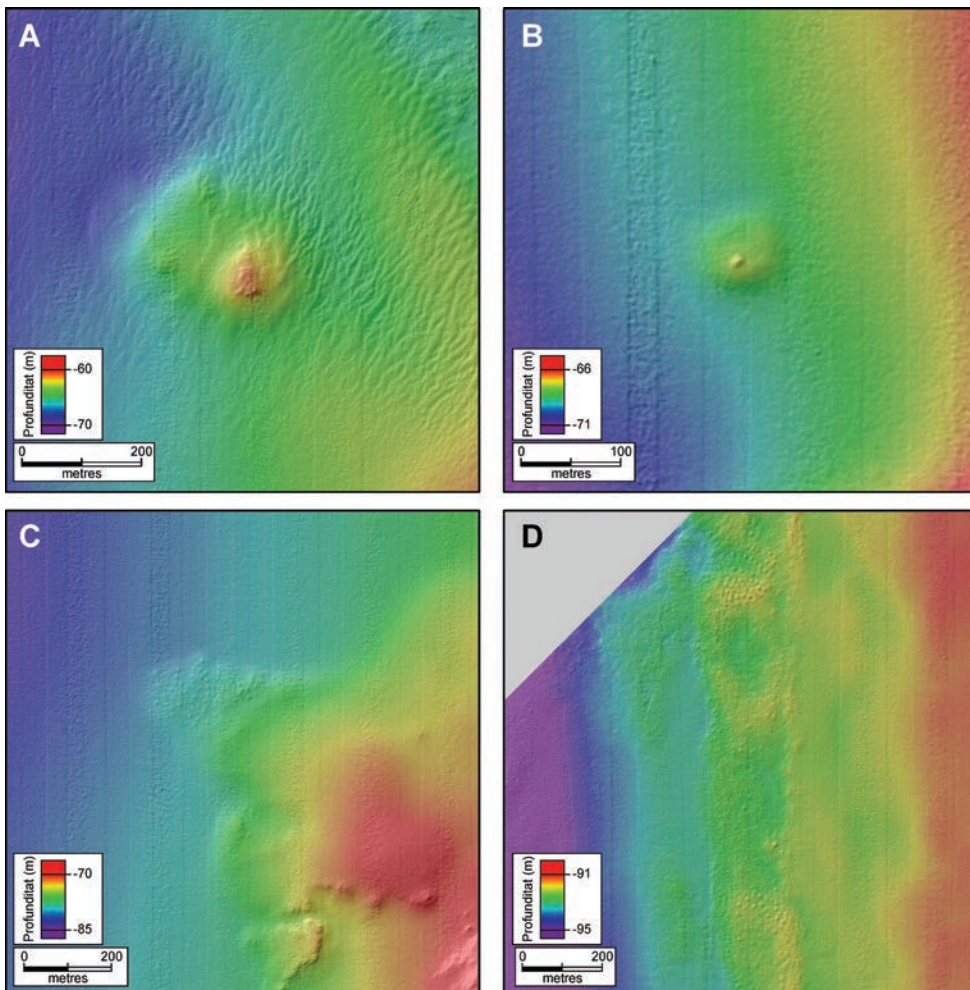 A
Profunditat (m)
-60
-70
0 200
metres
B
Profunditat (m)
-66
-71
0 100
metres
C
Profunditat (m)
-70
-85
0 200
metres
D
Profunditat (m)
-91
-95
0 200
metres